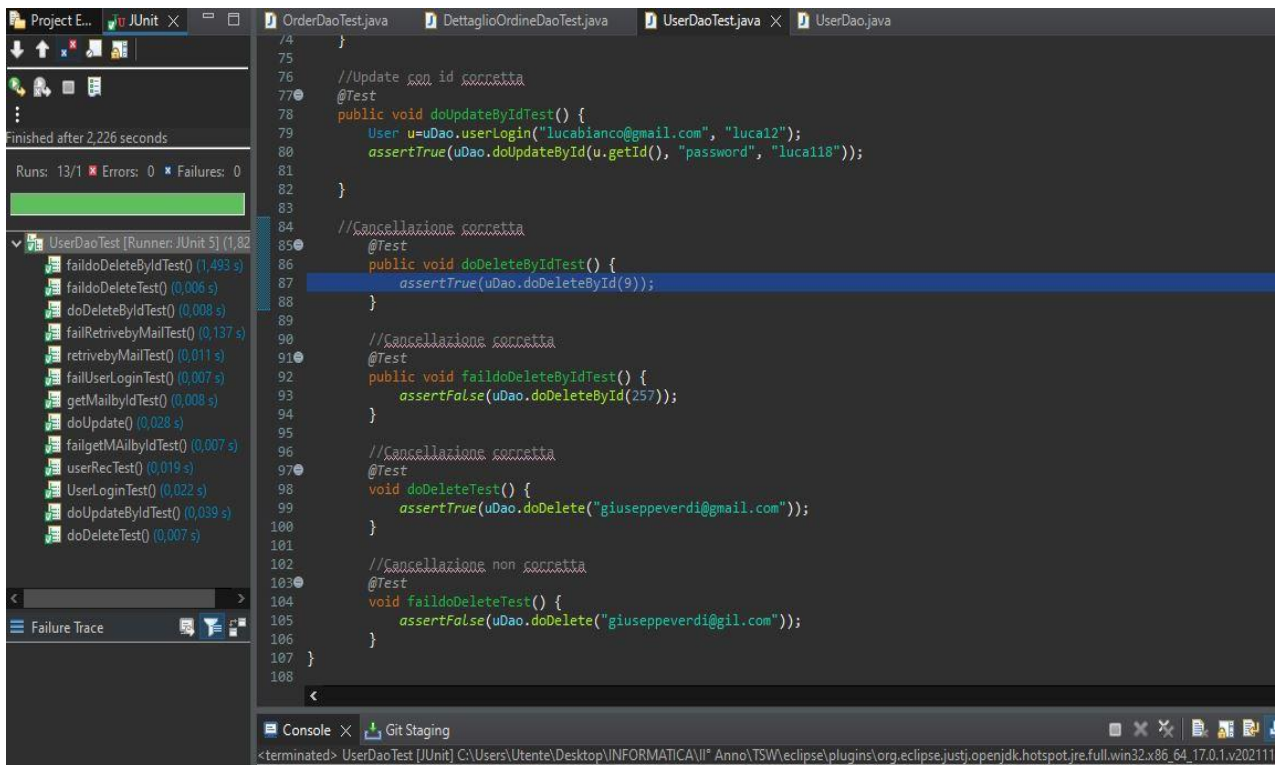 Project E...
JUnit
OrderDaoTest.java
DettaglioOrdineDaoTest.java
UserDaoTest.java
UserDao.java
Finished after 2,226 seconds
Runs: 13/1 Errors: 0 Failures: 0
UserDaoTest [Runner: JUnit 5] (1,82
faildoDeleteByIdTest() (1,493 s)
faildoDeleteTest() (0,006 s)
doDeleteByIdTest() (0,008 s)
failRetrivebyMailTest() (0,137 s)
retrivebyMailTest() (0,011 s)
failUserLoginTest() (0,007 s)
getMailbyIdTest() (0,008 s)
doUpdate() (0,028 s)
failgetMAilbyIdTest() (0,007 s)
userRecTest() (0,019 s)
UserLoginTest() (0,022 s)
doUpdateByIdTest() (0,039 s)
doDeleteTest() (0,007 s)
Failure Trace
74 }
75
76 //Update con id corretta
77 @Test
78 public void doUpdateByIdTest() {
79 User u=uDao.userLogin("lucabianco@gmail.com", "luca12");
80 assertTrue(uDao.doUpdateById(u.getId(), "password", "luca118"));
81
82 }
83
84 //Cancellazione corretta
85 @Test
86 public void doDeleteByIdTest() {
87 assertTrue(uDao.doDeleteById(9));
88 }
89
90 //Cancellazione corretta
91 @Test
92 public void faildoDeleteByIdTest() {
93 assertFalse(uDao.doDeleteById(257));
94 }
95
96 //Cancellazione corretta
97 @Test
98 void doDeleteTest() {
99 assertTrue(uDao.doDelete("giuseppeverdi@gmail.com"));
100 }
101
102 //Cancellazione non corretta
103 @Test
104 void faildoDeleteTest() {
105 assertFalse(uDao.doDelete("giuseppeverdi@gil.com"));
106 }
107 }
108
Console
Git Staging
<terminated> UserDaoTest [JUnit] C:\Users\Utente\Desktop\INFORMATICA\II° Anno\TSW\eclipse\plugins\org.eclipse.justj.openjdk.hotspot.jre.full.win32.x86_64_17.0.1.v202111